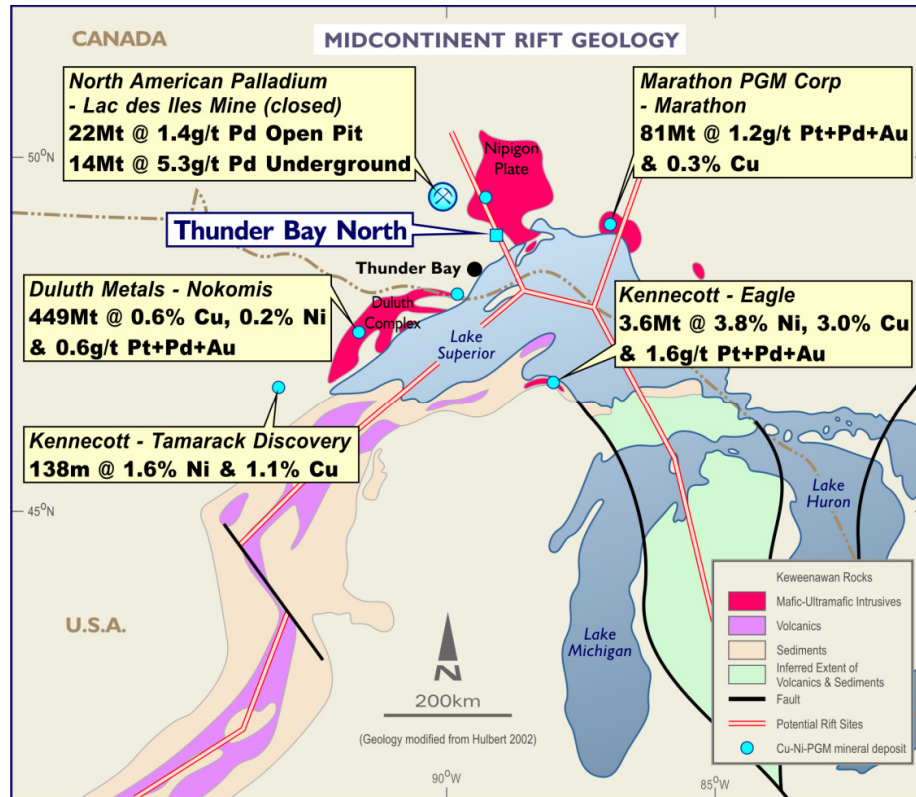 CANADA
MIDCONTINENT RIFT GEOLOGY
North American Palladium
- Lac des Iles Mine (closed)
22Mt @ 1.4g/t Pd Open Pit
14Mt @ 5.3g/t Pd Underground
Marathon PGM Corp
- Marathon
81Mt @ 1.2g/t Pt+Pd+Au
& 0.3% Cu
50°N
Nipigon
Plate
Thunder Bay North
Thunder Bay
Duluth Metals - Nokomis
449Mt @ 0.6% Cu, 0.2% Ni
& 0.6g/t Pt+Pd+Au
Duluth
Complex
Lake
Superior
Kennecott - Eagle
3.6Mt @ 3.8% Ni, 3.0% Cu
& 1.6g/t Pt+Pd+Au
Kennecott - Tamarack Discovery
138m @ 1.6% Ni & 1.1% Cu
Lake
Huron
45°N
U.S.A.
Lake
Michigan
N
200km
(Geology modified from Hulbert 2002)
Keweenawan Rocks
Mafic-Ultramafic Intrusives
Volcanics
Sediments
Inferred Extent of
Volcanics & Sediments
Fault
Potential Rift Sites
Cu-Ni-PGM mineral deposit
90°W
85°W